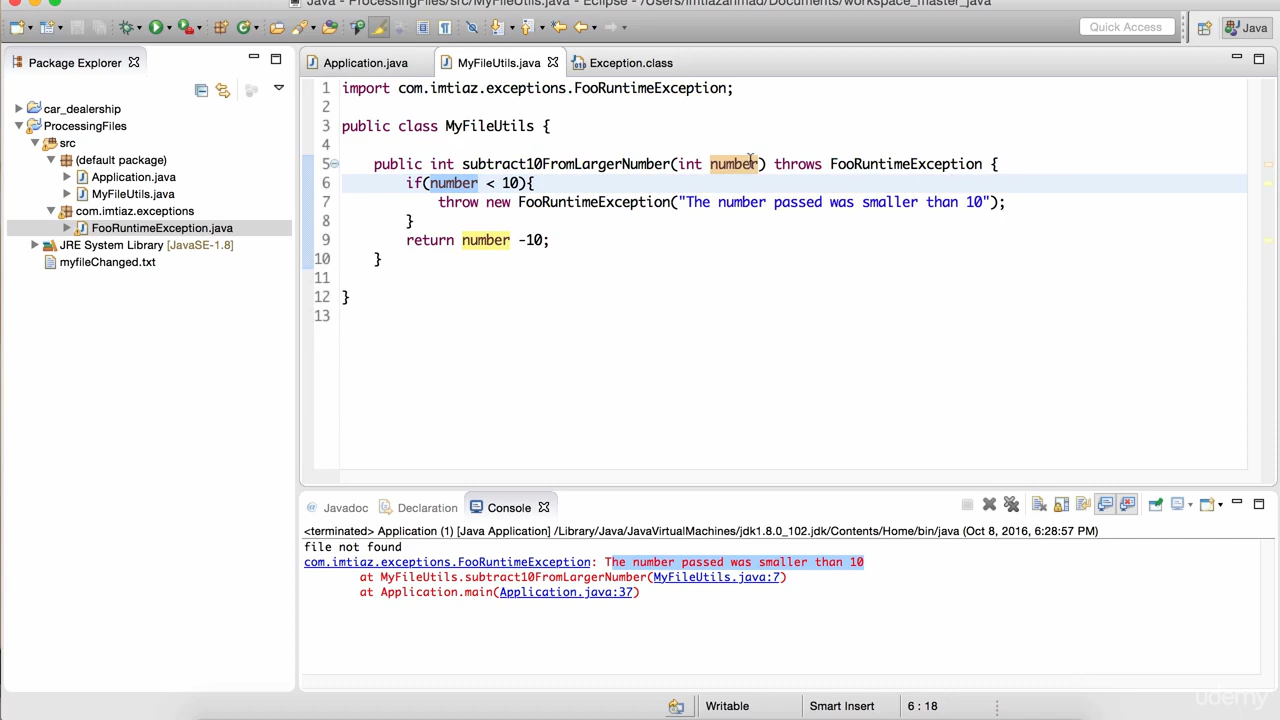 Java - ProcessingFiles/src/MyFileUtils.java - Eclipse - /Users/imtiazahmad/Documents/workspace_master_java
Quick Access
Java
Package Explorer
Application.java
MyFileUtils.java
Exception.class
car_dealership
ProcessingFiles
src
(default package)
Application.java
MyFileUtils.java
com.imtiaz.exceptions
FooRuntimeException.java
JRE System Library [JavaSE-1.8]
myfileChanged.txt
1 import com.imtiaz.exceptions.FooRuntimeException;
2
3 public class MyFileUtils {
4
5 public int subtract10FromLargerNumber(int number) throws FooRuntimeException {
6 if(number < 10){
7 throw new FooRuntimeException("The number passed was smaller than 10");
8 }
9 return number -10;
10 }
11
12 }
13
@ Javadoc Declaration Console
<terminated> Application (1) [Java Application] /Library/Java/JavaVirtualMachines/jdk1.8.0_102.jdk/Contents/Home/bin/java (Oct 8, 2016, 6:28:57 PM)
file not found
com.imtiaz.exceptions.FooRuntimeException: The number passed was smaller than 10
at MyFileUtils.subtract10FromLargerNumber(MyFileUtils.java:7)
at Application.main(Application.java:37)
Writable
Smart Insert
6 : 18
udemy